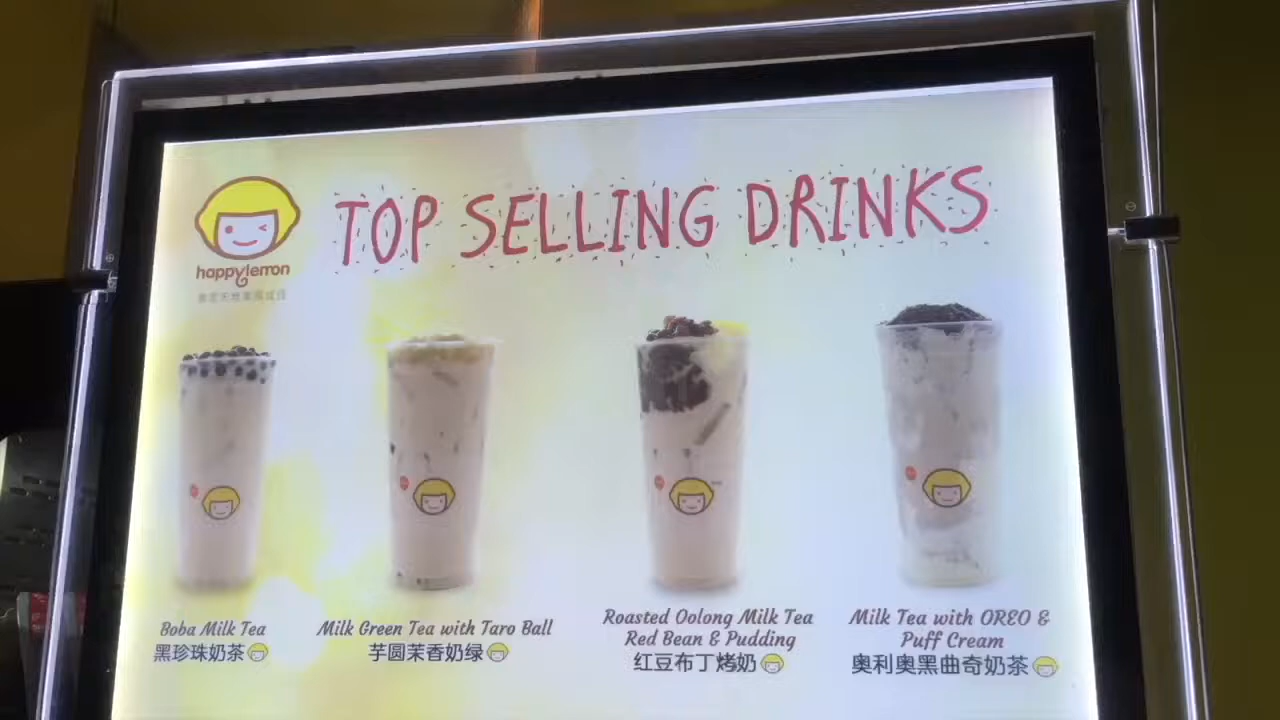 TOP SELLING DRINKS
happylemon
Boba Milk Tea
黑珍珠奶茶
Milk Green Tea with Taro Ball
芋圆茉香奶绿
Roasted Oolong Milk Tea
Red Bean & Pudding
红豆布丁烤奶
Milk Tea with OREO &
Puff Cream
奥利奥黑曲奇奶茶